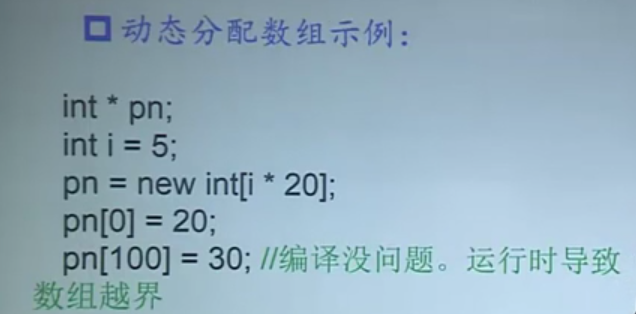 动态分配数组示例：
int * pn;
int i = 5;
pn = new int[i * 20];
pn[0] = 20;
pn[100] = 30; //编译没问题。运行时导致
数组越界